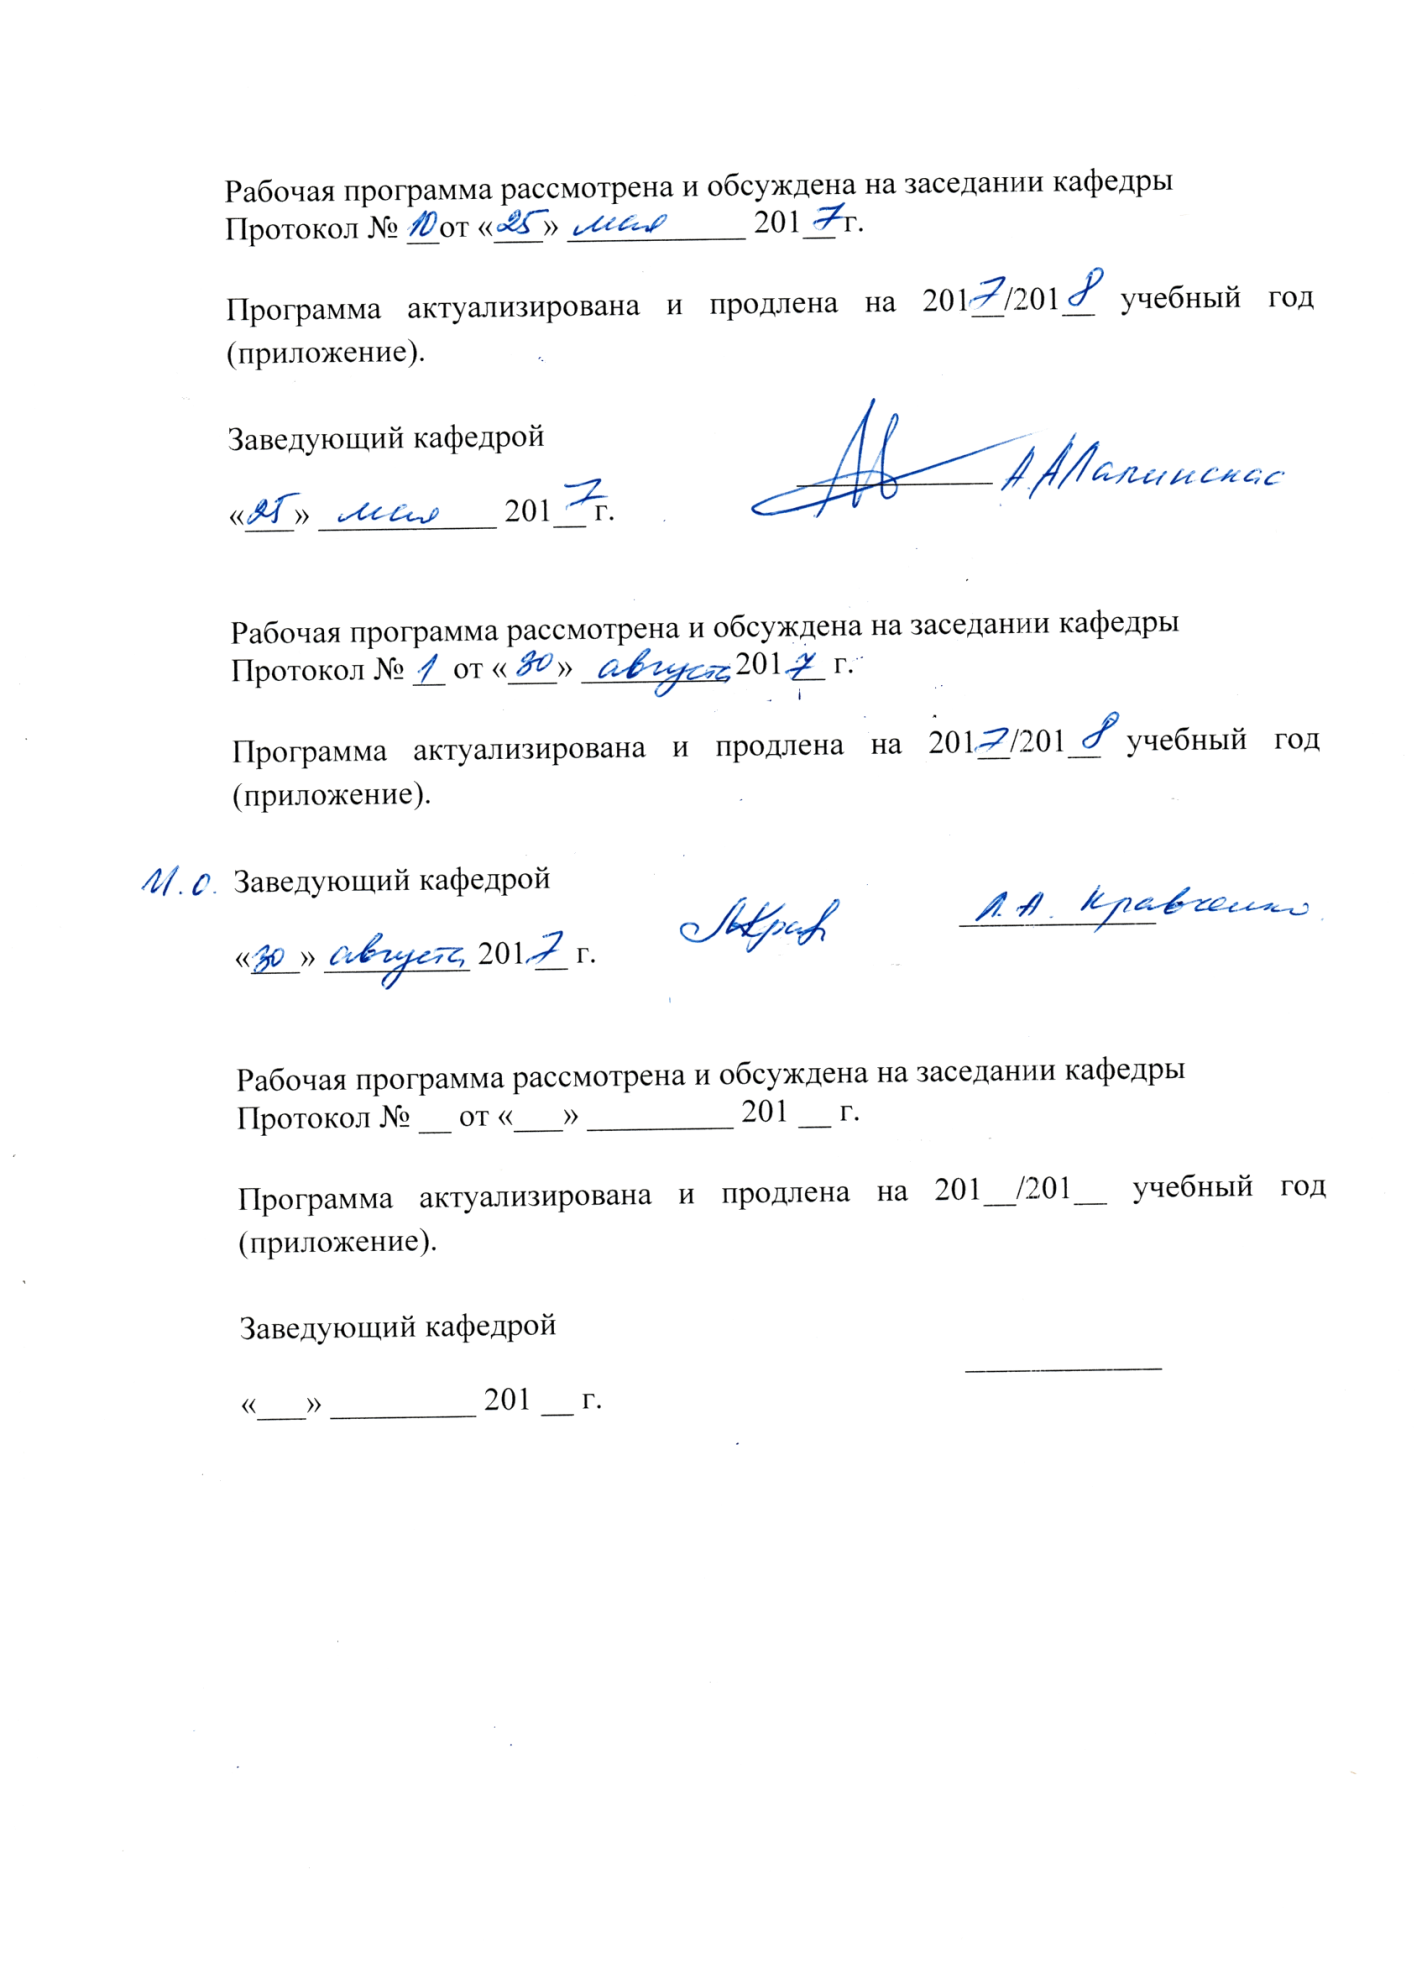 Рабочая программа рассмотрена и обсуждена на заседании кафедры
Протокол № 10 от «25» мая 2017 г.
Программа актуализирована и продлена на 2017/2018 учебный год
(приложение).
Заведующий кафедрой
А.А Лапинскас
«25» мая 2017 г.
Рабочая программа рассмотрена и обсуждена на заседании кафедры
Протокол № 1 от «30» августа 2017 г.
Программа актуализирована и продлена на 2017/2018 учебный год
(приложение).
И.о. Заведующий кафедрой
Л.А. Кравченко
«30» августа 2017 г.
Рабочая программа рассмотрена и обсуждена на заседании кафедры
Протокол № __ от «___» _________ 201 __ г.
Программа актуализирована и продлена на 201__/201__ учебный год
(приложение).
Заведующий кафедрой
«___» _________ 201 __ г.